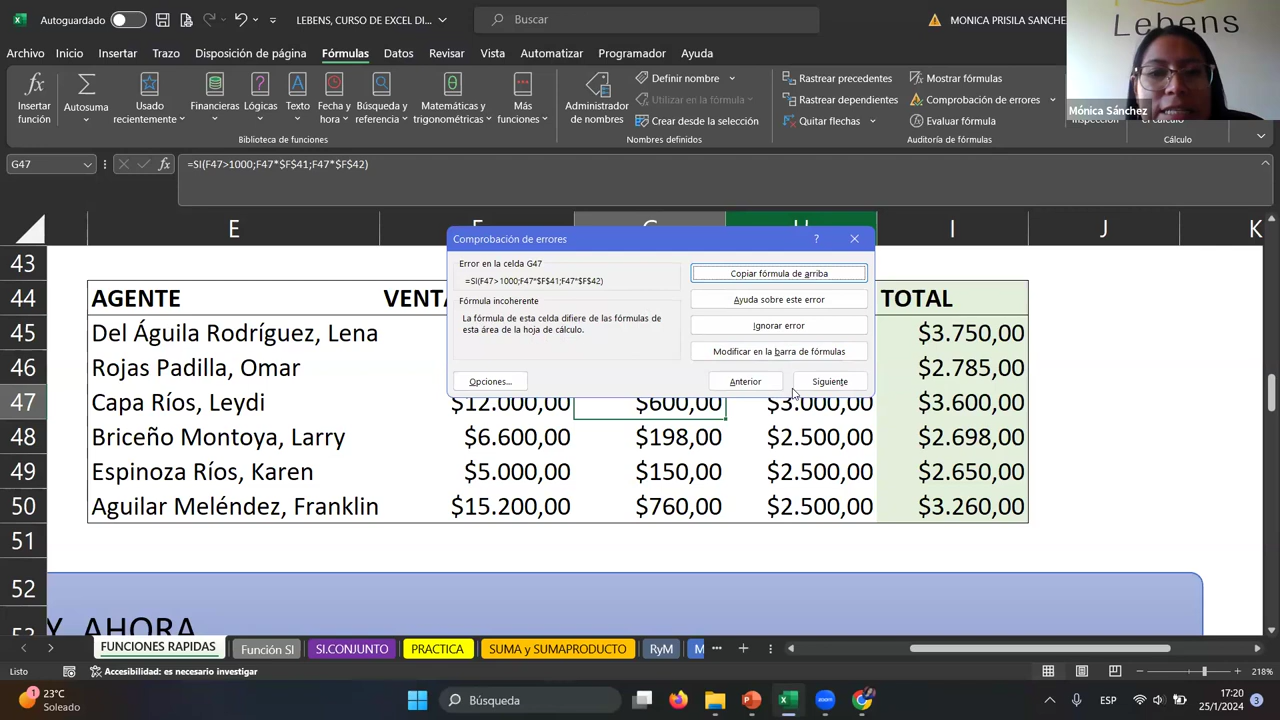 Autoguardado
LEBENS, CURSO DE EXCEL DI...
Buscar
MONICA PRISILA SANCHE
Lebens
Archivo Inicio Insertar Trazo Disposición de página Fórmulas Datos Revisar Vista Automatizar Programador Ayuda
Insertar función
Autosuma
Usado recientemente
Financieras
Lógicas
Texto
Fecha y hora
Búsqueda y referencia
Matemáticas y trigonométricas
Más funciones
Biblioteca de funciones
Administrador de nombres
Definir nombre
Utilizar en la fórmula
Crear desde la selección
Nombres definidos
Rastrear precedentes
Rastrear dependientes
Quitar flechas
Mostrar fórmulas
Comprobación de errores
Evaluar fórmula
Auditoría de fórmulas
Mónica Sánchez
Cálculo
G47
fx
=SI(F47>1000;F47*$F$41;F47*$F$42)
E I J K
43
44 AGENTE TOTAL
45 Del Águila Rodríguez, Lena $3.750,00
46 Rojas Padilla, Omar $2.785,00
47 Capa Ríos, Leydi $12.000,00 $600,00 $3.000,00 $3.600,00
48 Briceño Montoya, Larry $6.600,00 $198,00 $2.500,00 $2.698,00
49 Espinoza Ríos, Karen $5.000,00 $150,00 $2.500,00 $2.650,00
50 Aguilar Meléndez, Franklin $15.200,00 $760,00 $2.500,00 $3.260,00
51
52
Comprobación de errores
?
Error en la celda G47
=SI(F47>1000;F47*$F$41;F47*$F$42)
Fórmula incoherente
La fórmula de esta celda difiere de las fórmulas de
esta área de la hoja de cálculo.
Copiar fórmula de arriba
Ayuda sobre este error
Ignorar error
Modificar en la barra de fórmulas
Opciones...
Anterior
Siguiente
Y AHORA
FUNCIONES RAPIDAS
Función SI
SI.CONJUNTO
PRACTICA
SUMA y SUMAPRODUCTO
RyM
Listo
Accesibilidad: es necesario investigar
218%
23°C
Soleado
Búsqueda
ESP
17:20
25/1/2024
3